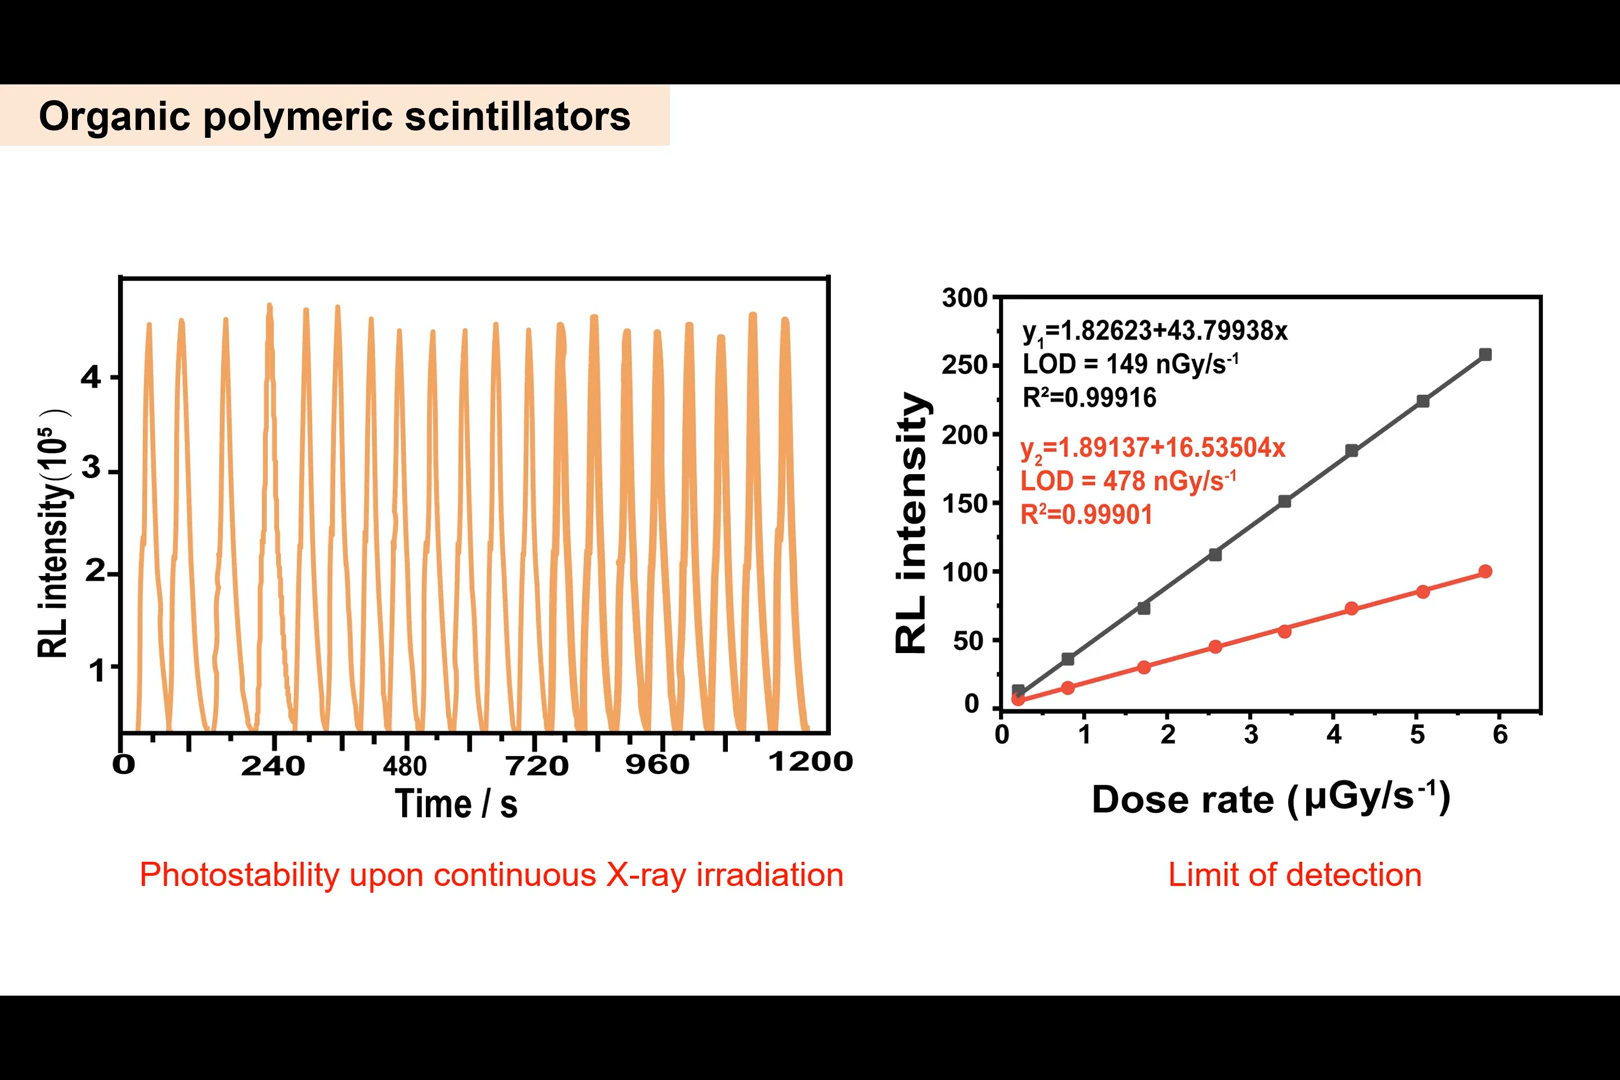 Organic polymeric scintillators
RL intensity(10⁵)
4
3
2
1
0
240
480
720
960
1200
Time / s
Photostability upon continuous X-ray irradiation
RL intensity
300
250
200
150
100
50
0
y₁=1.82623+43.79938x
LOD = 149 nGy/s⁻¹
R²=0.99916
y₂=1.89137+16.53504x
LOD = 478 nGy/s⁻¹
R²=0.99901
0
1
2
3
4
5
6
Dose rate (μGy/s⁻¹)
Limit of detection